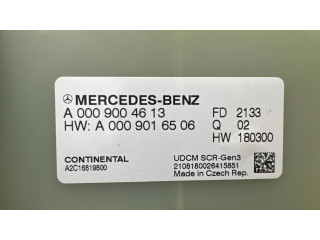 MERCEDES-BENZ
A 000 900 46 13 FD 2133
HW: A 000 901 65 06 Q 02
HW 180300
CONTINENTAL UDCM SCR-Gen3
A2C16819800 2108180026415851
Made in Czech Rep.